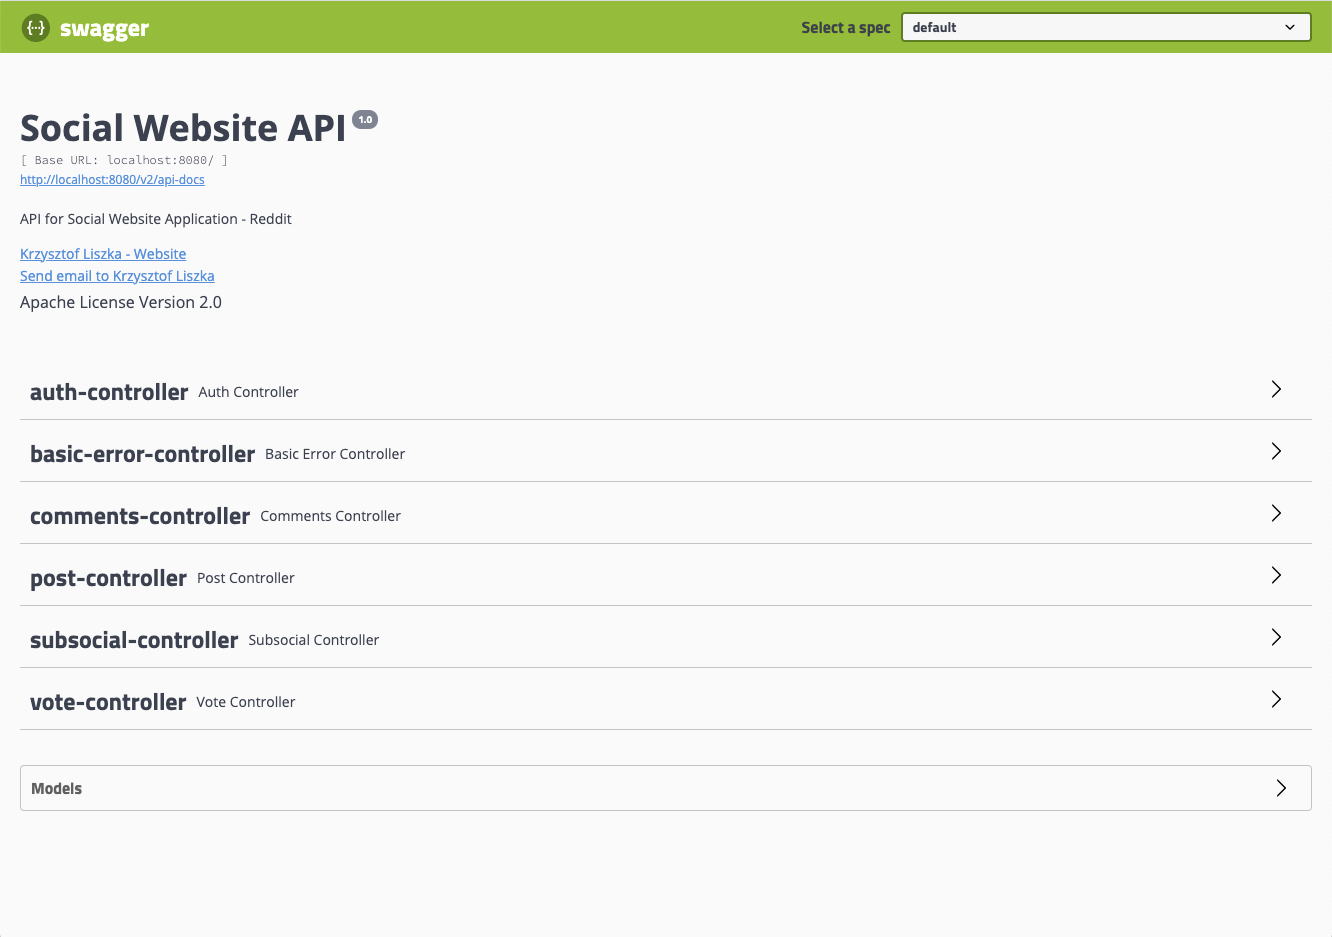 {···} swagger Select a spec default
Social Website API 1.0
[ Base URL: localhost:8080/ ]
http://localhost:8080/v2/api-docs
API for Social Website Application - Reddit
Krzysztof Liszka - Website
Send email to Krzysztof Liszka
Apache License Version 2.0
auth-controller Auth Controller
basic-error-controller Basic Error Controller
comments-controller Comments Controller
post-controller Post Controller
subsocial-controller Subsocial Controller
vote-controller Vote Controller
Models